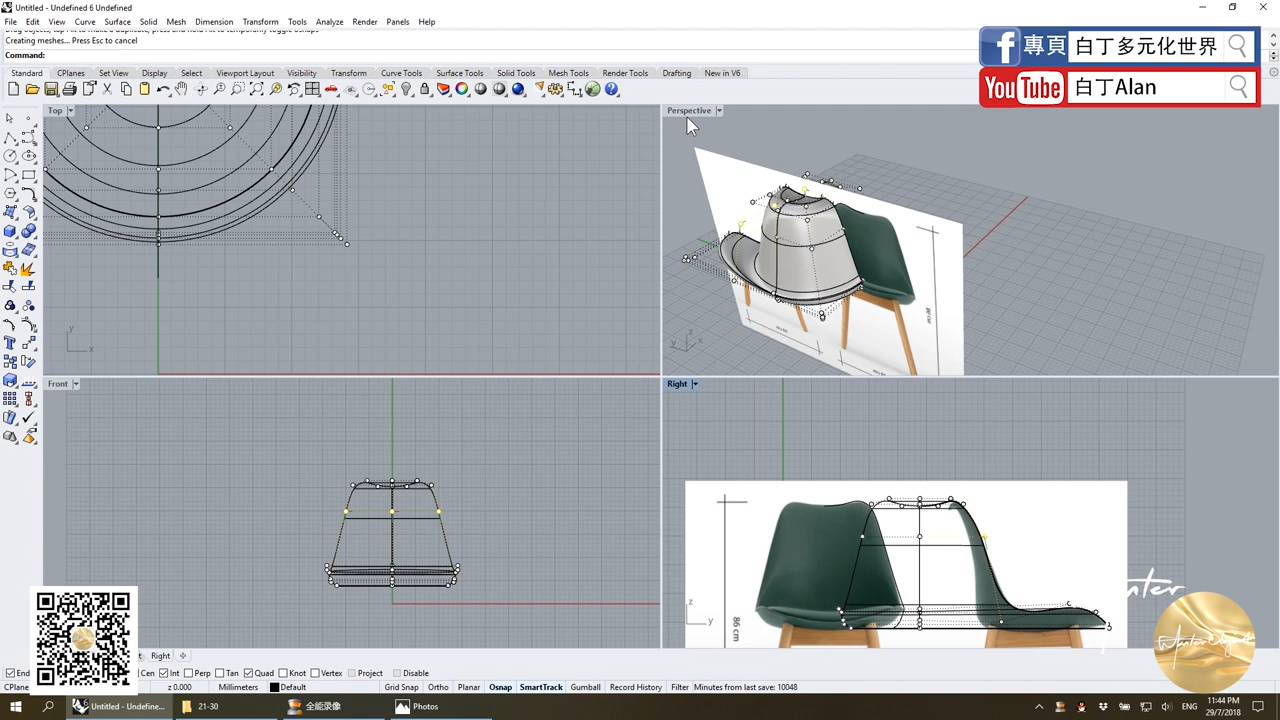 Untitled - Undefined 6 Undefined
File Edit View Curve Surface Solid Mesh Dimension Transform Tools Analyze Render Panels Help
Creating meshes... Press Esc to cancel
Command:
專頁 白丁多元化世界
YouTube 白丁Alan
Standard CPlanes Set View Display Select Viewport Layout Visibility Transform Curve Tools Surface Tools Solid Tools Mesh Tools Render Tools Drafting New in V6
Top
Perspective
y
x
z
y x
Front
Right
86 cm
z
y
Right
End Cen Int Perp Tan Quad Knot Vertex Project Disable
CPlane z 0.000 Millimeters Default Grid Snap Ortho Planar Osnap SmartTrack Gumball Record History Filter Minutes from last save: 10048
Untitled - Undefine... 21-30 全能录像 Photos
11:44 PM
29/7/2018